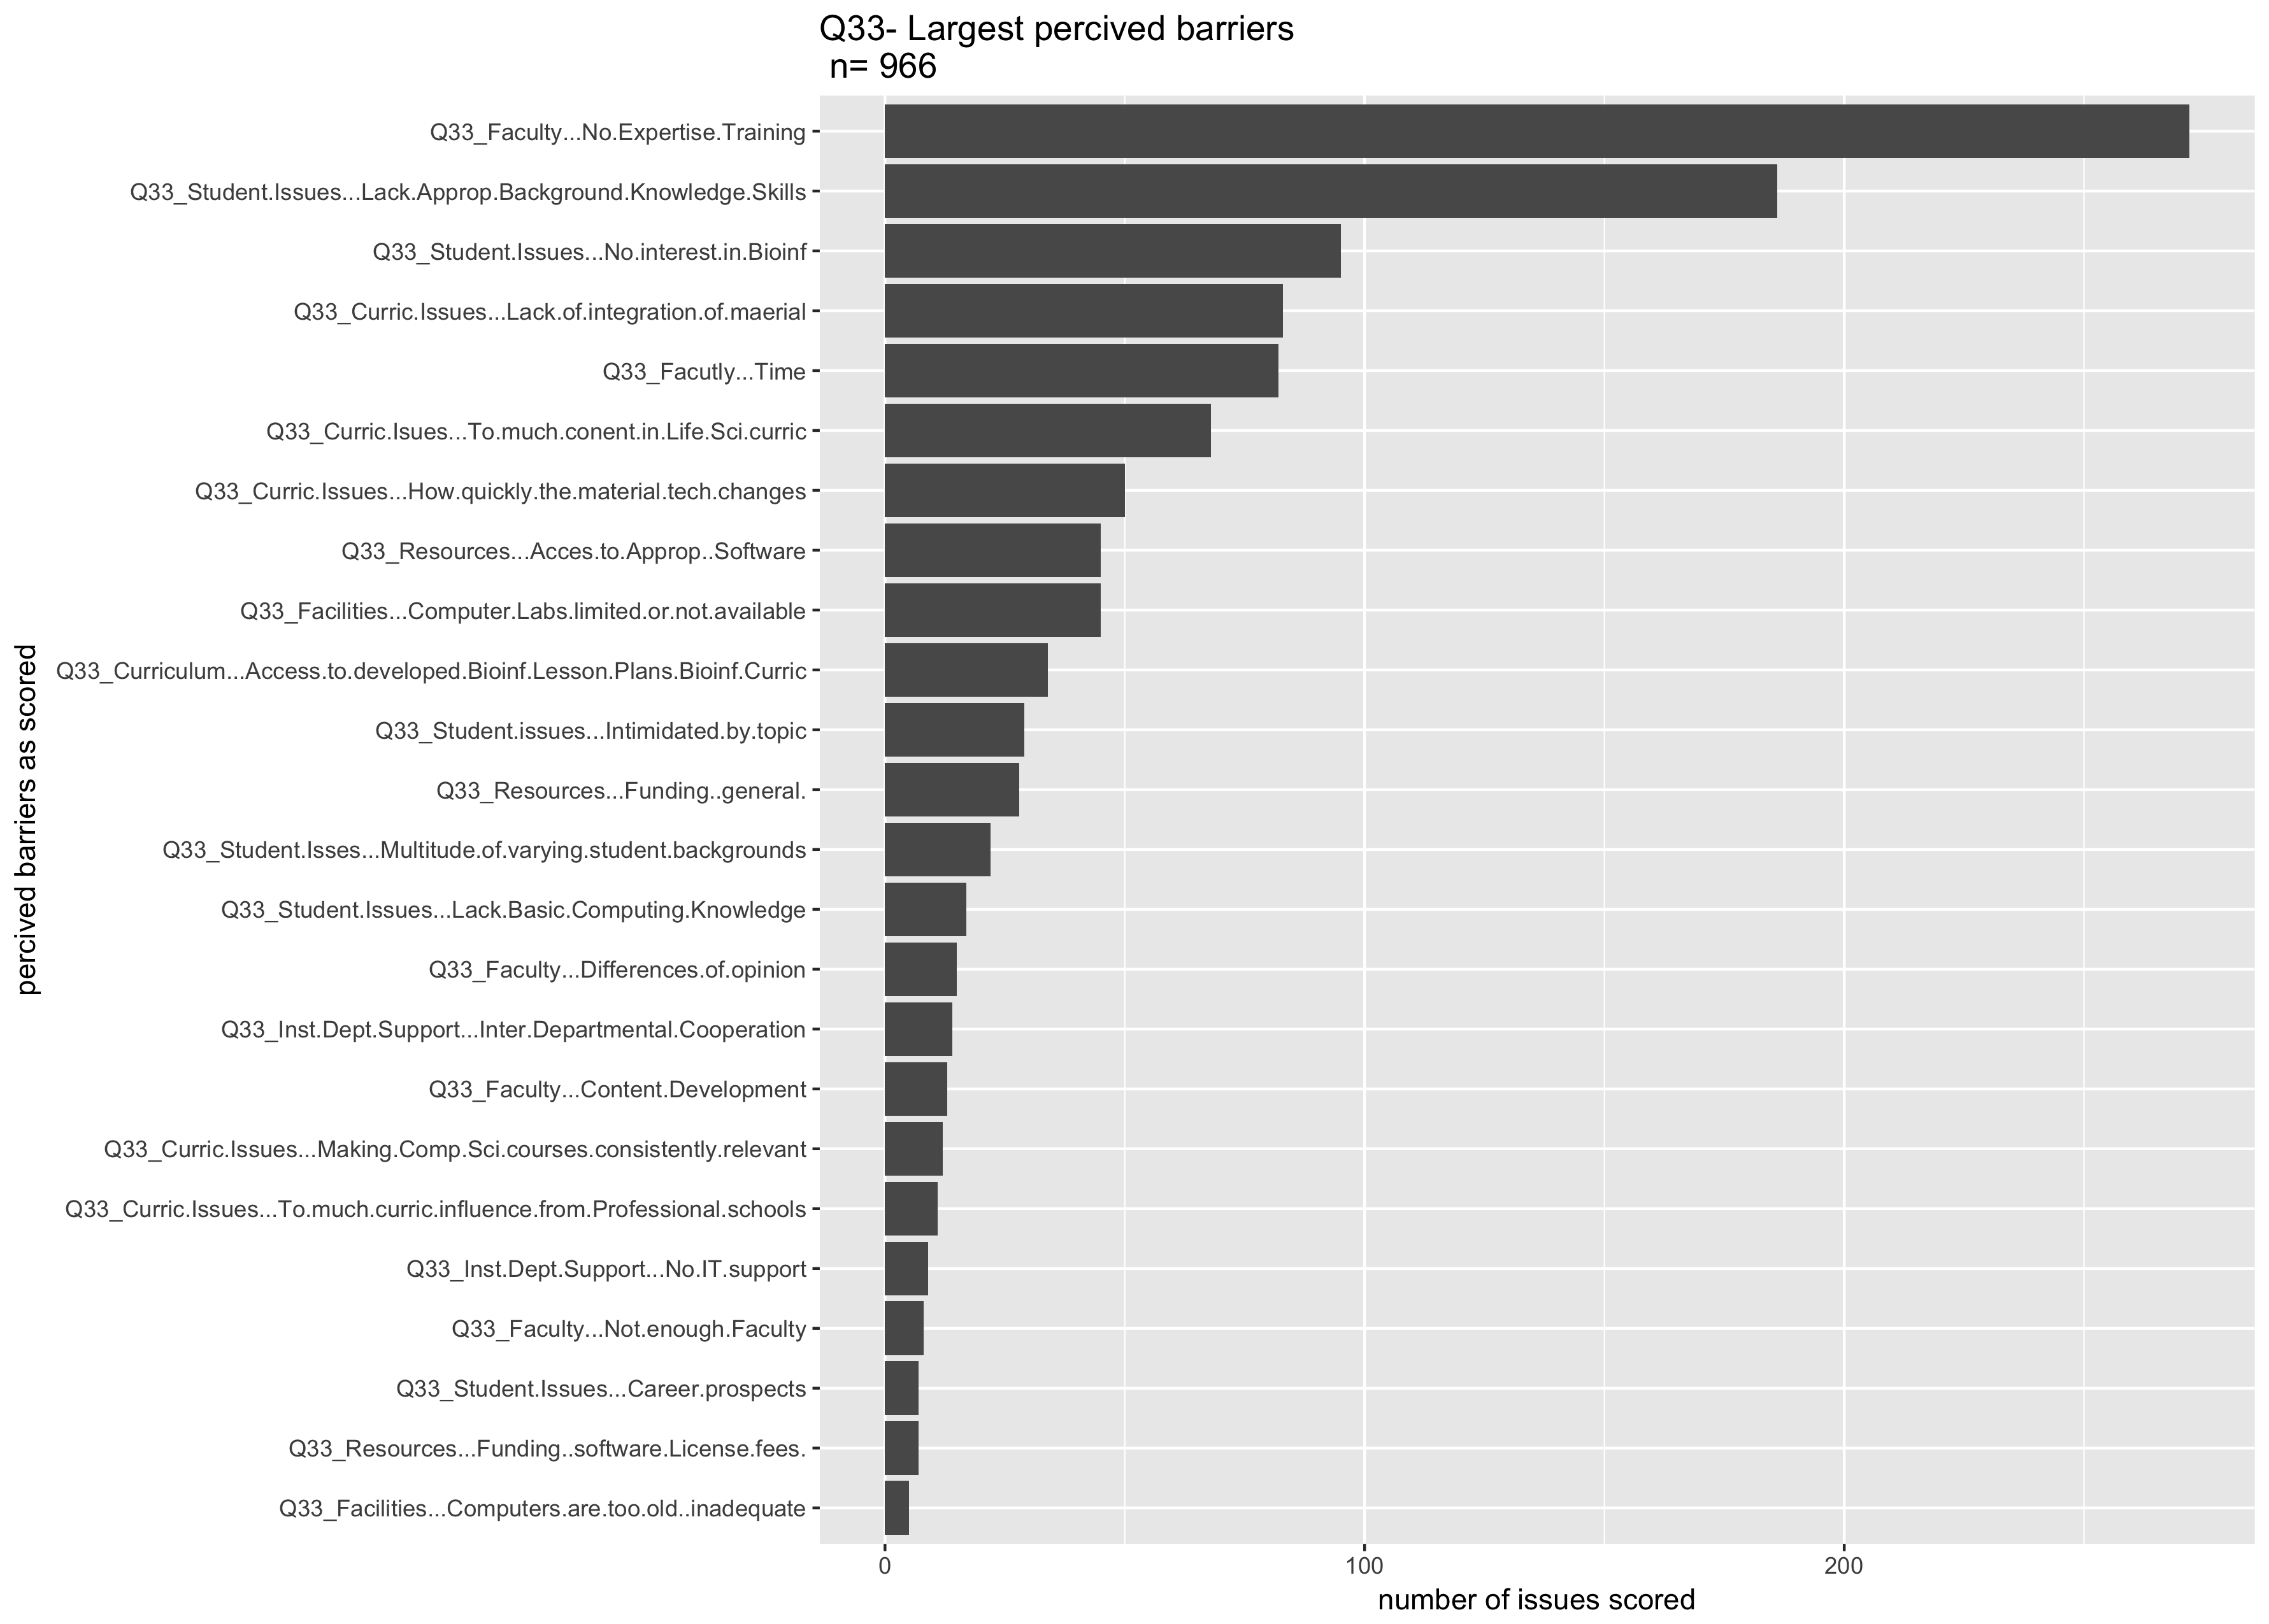 Q33- Largest percived barriers
n= 966
Q33_Faculty...No.Expertise.Training
Q33_Student.Issues...Lack.Approp.Background.Knowledge.Skills
Q33_Student.Issues...No.interest.in.Bioinf
Q33_Curric.Issues...Lack.of.integration.of.maerial
Q33_Facutly...Time
Q33_Curric.Isues...To.much.conent.in.Life.Sci.curric
Q33_Curric.Issues...How.quickly.the.material.tech.changes
Q33_Resources...Acces.to.Approp..Software
Q33_Facilities...Computer.Labs.limited.or.not.available
Q33_Curriculum...Access.to.developed.Bioinf.Lesson.Plans.Bioinf.Curric
Q33_Student.issues...Intimidated.by.topic
Q33_Resources...Funding..general.
Q33_Student.Isses...Multitude.of.varying.student.backgrounds
Q33_Student.Issues...Lack.Basic.Computing.Knowledge
Q33_Faculty...Differences.of.opinion
Q33_Inst.Dept.Support...Inter.Departmental.Cooperation
Q33_Faculty...Content.Development
Q33_Curric.Issues...Making.Comp.Sci.courses.consistently.relevant
Q33_Curric.Issues...To.much.curric.influence.from.Professional.schools
Q33_Inst.Dept.Support...No.IT.support
Q33_Faculty...Not.enough.Faculty
Q33_Student.Issues...Career.prospects
Q33_Resources...Funding..software.License.fees.
Q33_Facilities...Computers.are.too.old..inadequate
percived barriers as scored
0 100 200
number of issues scored